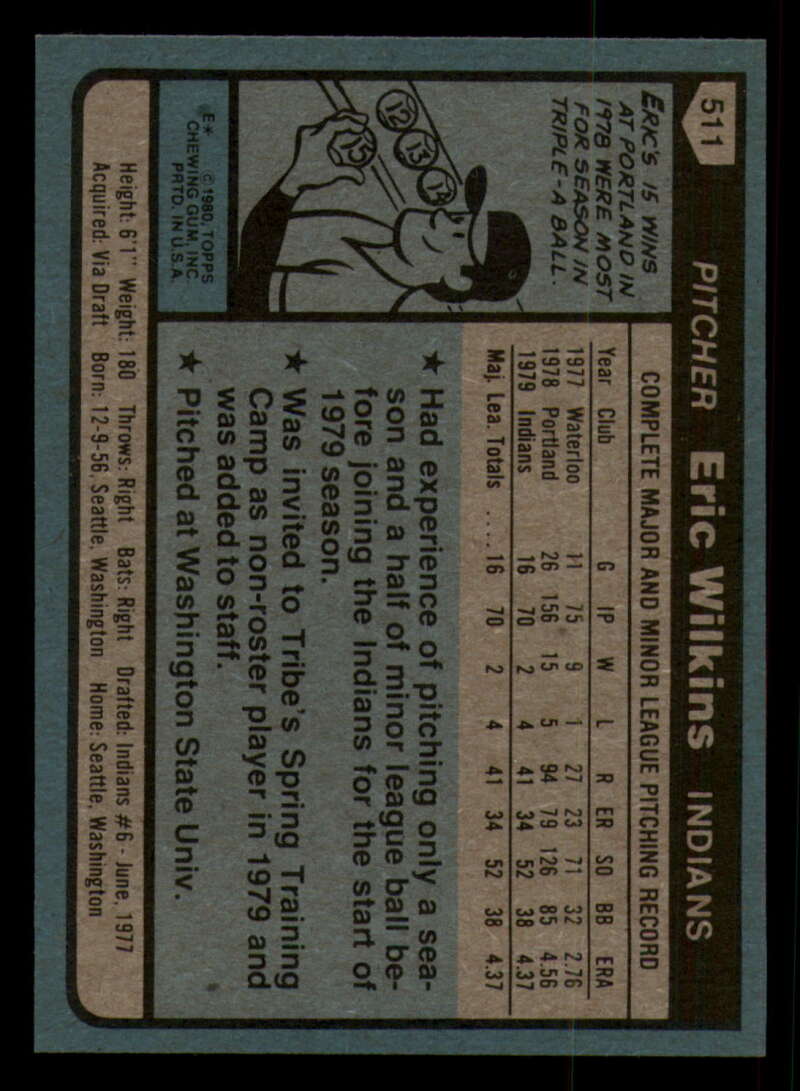 511
PITCHER Eric Wilkins INDIANS
ERIC'S 15 WINS
AT PORTLAND IN
1978 WERE MOST
FOR SEASON IN
TRIPLE-A BALL.
12
13
14
15
E* © 1980, TOPPS
CHEWING GUM, INC.
PRTD. IN U.S.A.
COMPLETE MAJOR AND MINOR LEAGUE PITCHING RECORD
Year Club G IP W L R ER SO BB ERA
1977 Waterloo 11 75 9 1 27 23 71 32 2.76
1978 Portland 26 156 15 5 94 79 126 85 4.56
1979 Indians 16 70 2 4 41 34 52 38 4.37
Maj. Lea. Totals .... 16 70 2 4 41 34 52 38 4.37
★ Had experience of pitching only a sea-
son and a half of minor league ball be-
fore joining the Indians for the start of
1979 season.
★ Was invited to Tribe's Spring Training
Camp as non-roster player in 1979 and
was added to staff.
★ Pitched at Washington State Univ.
Height: 6'1" Weight: 180 Throws: Right Bats: Right Drafted: Indians #6 - June, 1977
Acquired: Via Draft Born: 12-9-56, Seattle, Washington Home: Seattle, Washington